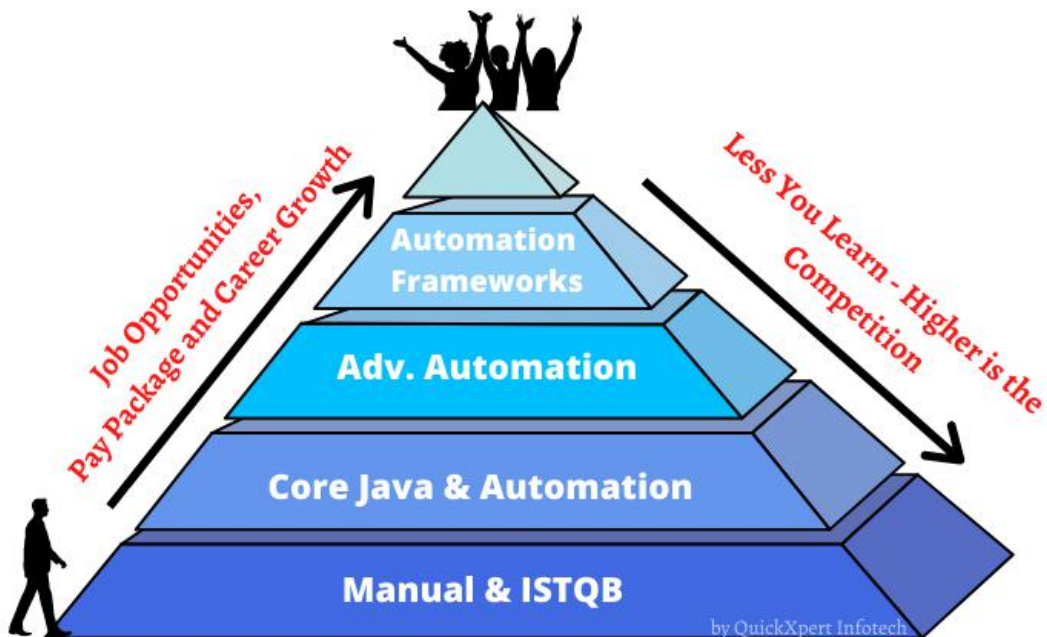 Job Opportunities,
Pay Package and Career Growth
Less You Learn - Higher is the
Competition
Automation
Frameworks
Adv. Automation
Core Java & Automation
Manual & ISTQB
by QuickXpert Infotech